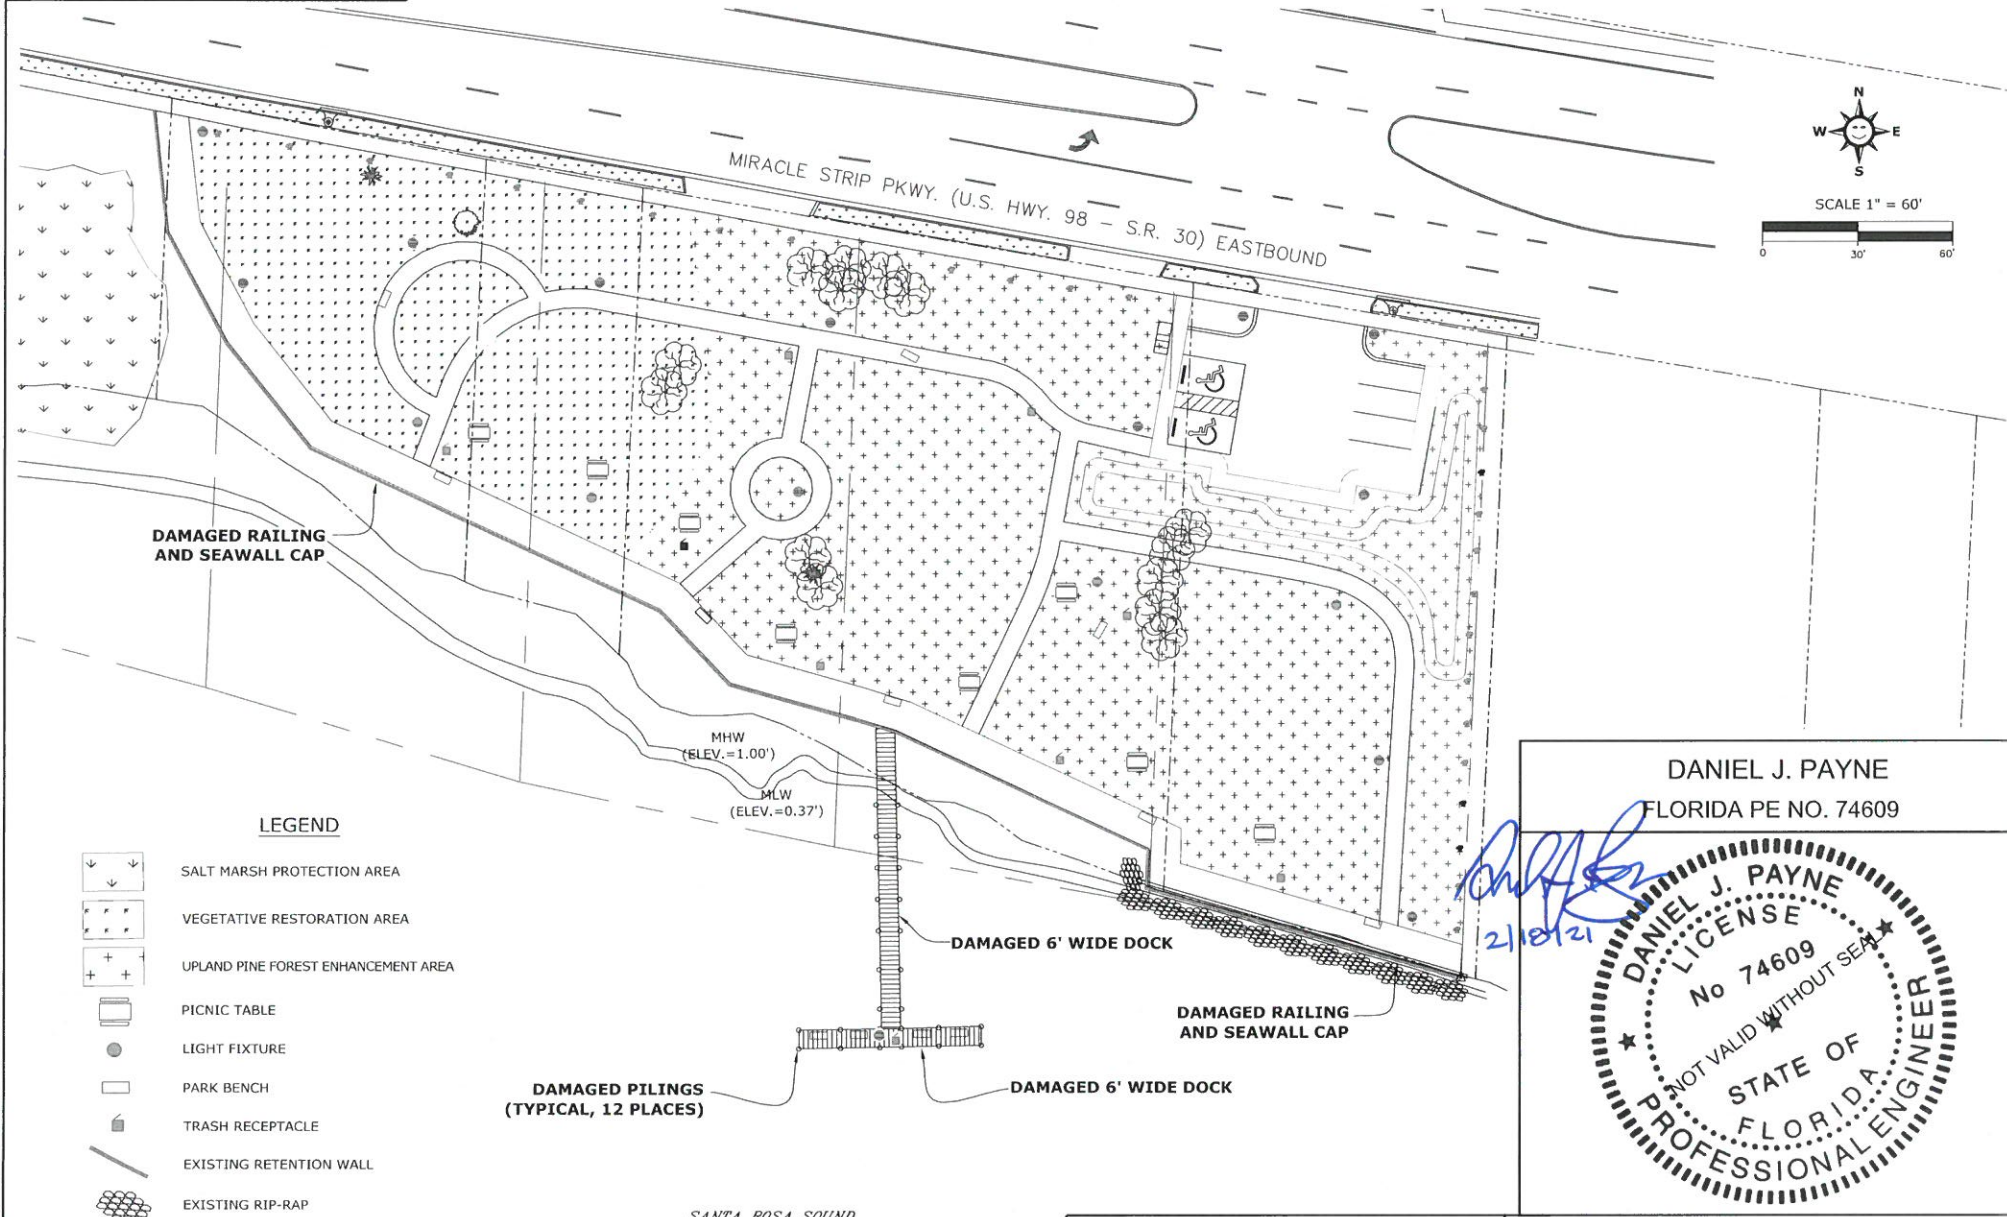 MIRACLE STRIP PKWY. (U.S. HWY. 98 – S.R. 30) EASTBOUND
N
W E
S
SCALE 1" = 60'
0 30' 60'
DAMAGED RAILING
AND SEAWALL CAP
MHW
(ELEV.=1.00')
MLW
(ELEV.=0.37')
DAMAGED 6' WIDE DOCK
DAMAGED RAILING
AND SEAWALL CAP
DAMAGED PILINGS
(TYPICAL, 12 PLACES)
DAMAGED 6' WIDE DOCK
LEGEND
SALT MARSH PROTECTION AREA
VEGETATIVE RESTORATION AREA
UPLAND PINE FOREST ENHANCEMENT AREA
PICNIC TABLE
LIGHT FIXTURE
PARK BENCH
TRASH RECEPTACLE
EXISTING RETENTION WALL
EXISTING RIP-RAP
SANTA ROSA SOUND
DANIEL J. PAYNE
FLORIDA PE NO. 74609
2/18/21
DANIEL J. PAYNE
LICENSE
No 74609
NOT VALID WITHOUT SEAL
STATE OF
FLORIDA
PROFESSIONAL ENGINEER